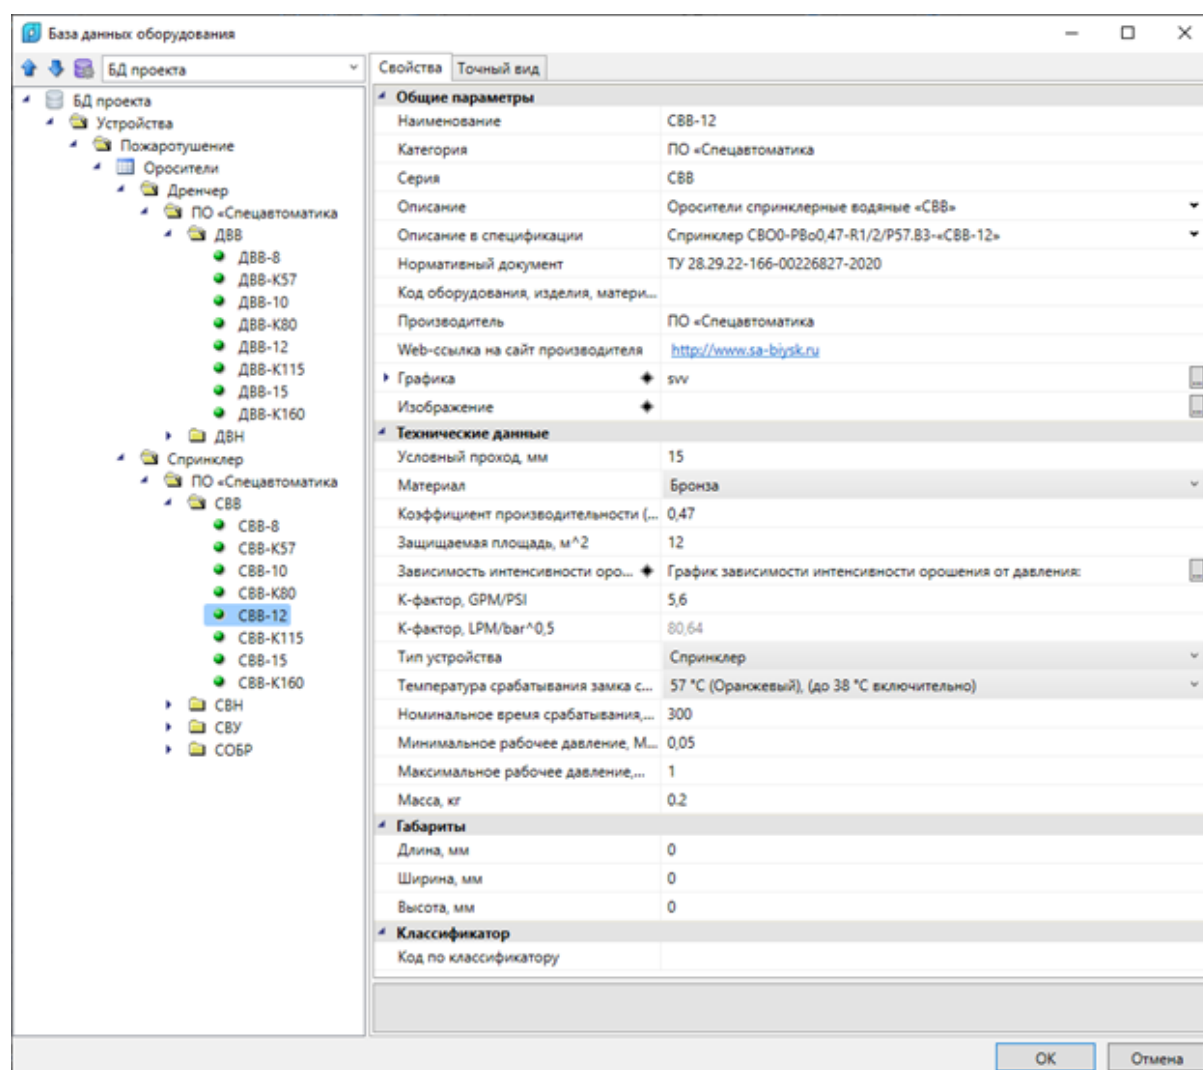 База данных оборудования
БД проекта
Свойства Точный вид
БД проекта
Устройства
Пожаротушение
Оросители
Дренчер
ПО «Спецавтоматика
ДВВ
ДВВ-8
ДВВ-К57
ДВВ-10
ДВВ-К80
ДВВ-12
ДВВ-К115
ДВВ-15
ДВВ-К160
ДВН
Спринклер
ПО «Спецавтоматика
СВВ
СВВ-8
СВВ-К57
СВВ-10
СВВ-К80
СВВ-12
СВВ-К115
СВВ-15
СВВ-К160
СВН
СВУ
СОБР
Общие параметры
Наименование СВВ-12
Категория ПО «Спецавтоматика
Серия СВВ
Описание Оросители спринклерные водяные «СВВ»
Описание в спецификации Спринклер СВО0-РВо0,47-R1/2/Р57.В3-«СВВ-12»
Нормативный документ ТУ 28.29.22-166-00226827-2020
Код оборудования, изделия, матери...
Производитель ПО «Спецавтоматика
Web-ссылка на сайт производителя http://www.sa-biysk.ru
Графика svv
Изображение
Технические данные
Условный проход, мм 15
Материал Бронза
Коэффициент производительности (... 0,47
Защищаемая площадь, м^2 12
Зависимость интенсивности оро... График зависимости интенсивности орошения от давления:
К-фактор, GPM/PSI 5,6
К-фактор, LPM/bar^0,5 80,64
Тип устройства Спринклер
Температура срабатывания замка с... 57 °С (Оранжевый), (до 38 °С включительно)
Номинальное время срабатывания,... 300
Минимальное рабочее давление, М... 0,05
Максимальное рабочее давление,... 1
Масса, кг 0.2
Габариты
Длина, мм 0
Ширина, мм 0
Высота, мм 0
Классификатор
Код по классификатору
ОК Отмена